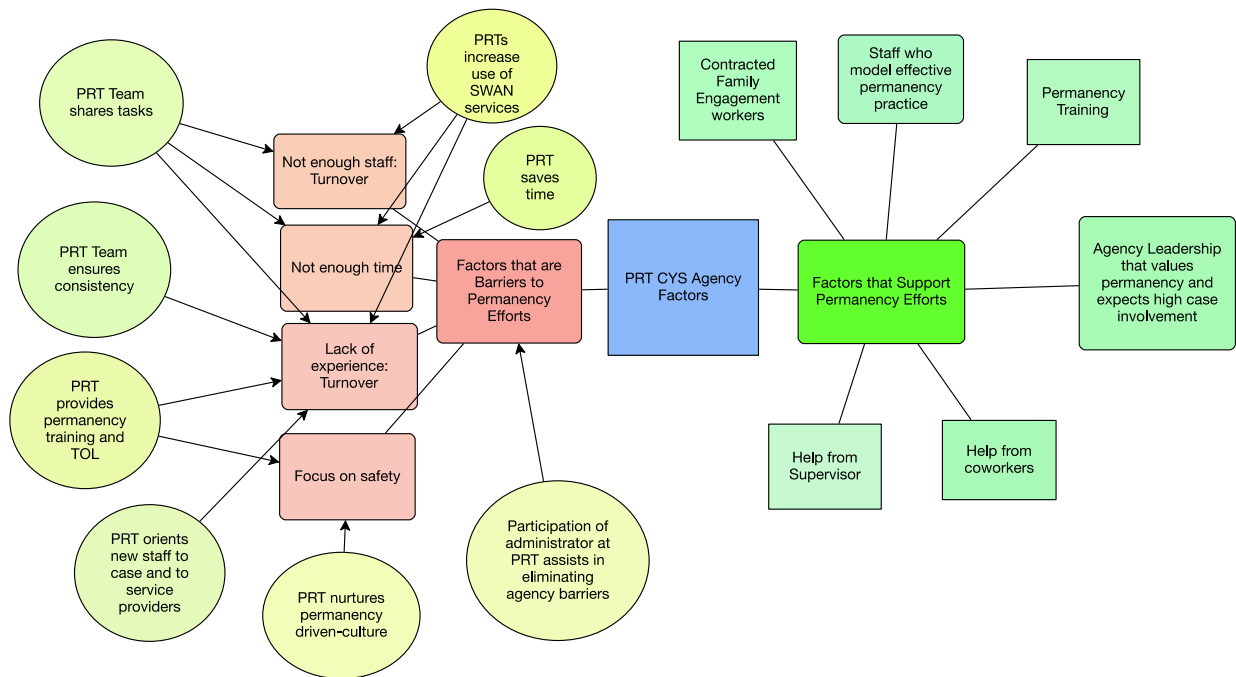 PRT Team
shares tasks
PRTs
increase use of
SWAN
services
Contracted
Family
Engagement
workers
Staff who
model effective
permanency
practice
Permanency
Training
Not enough staff:
Turnover
PRT
saves
time
PRT Team
ensures
consistency
Not enough time
Factors that are
Barriers to
Permanency
Efforts
PRT CYS Agency
Factors
Factors that Support
Permanency Efforts
Agency Leadership
that values
permanency and
expects high case
involvement
Lack of
experience:
Turnover
PRT
provides
permanency
training and
TOL
Focus on safety
Help from
Supervisor
Help from
coworkers
PRT orients
new staff to
case and to
service
providers
PRT nurtures
permanency
driven-culture
Participation of
administrator at
PRT assists in
eliminating
agency barriers